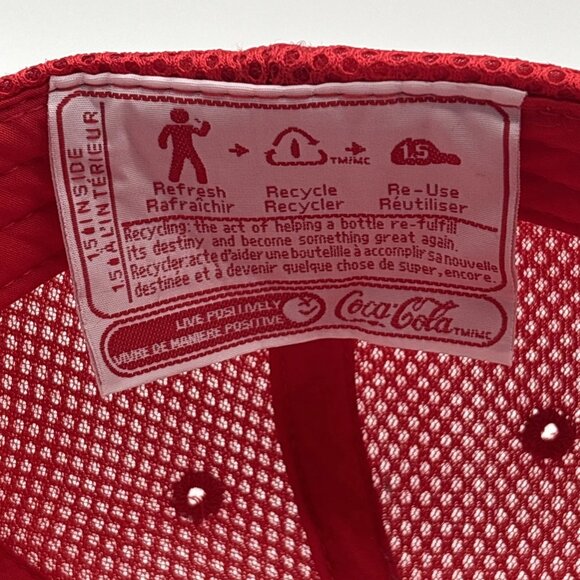 15 INSIDE
15 À L'INTÉRIEUR
Refresh
Rafraîchir
Recycle
Recycler
TM/MC
1.5
Re-Use
Réutiliser
Recycling: the act of helping a bottle re-fulfill
its destiny and become something great again.
Recycler: acte d'aider une bouteille à accomplir sa nouvelle
destinée et à devenir quelque chose de super, encore.
LIVE POSITIVELY
VIVRE DE MANIÈRE POSITIVE
Coca-Cola TM/MC